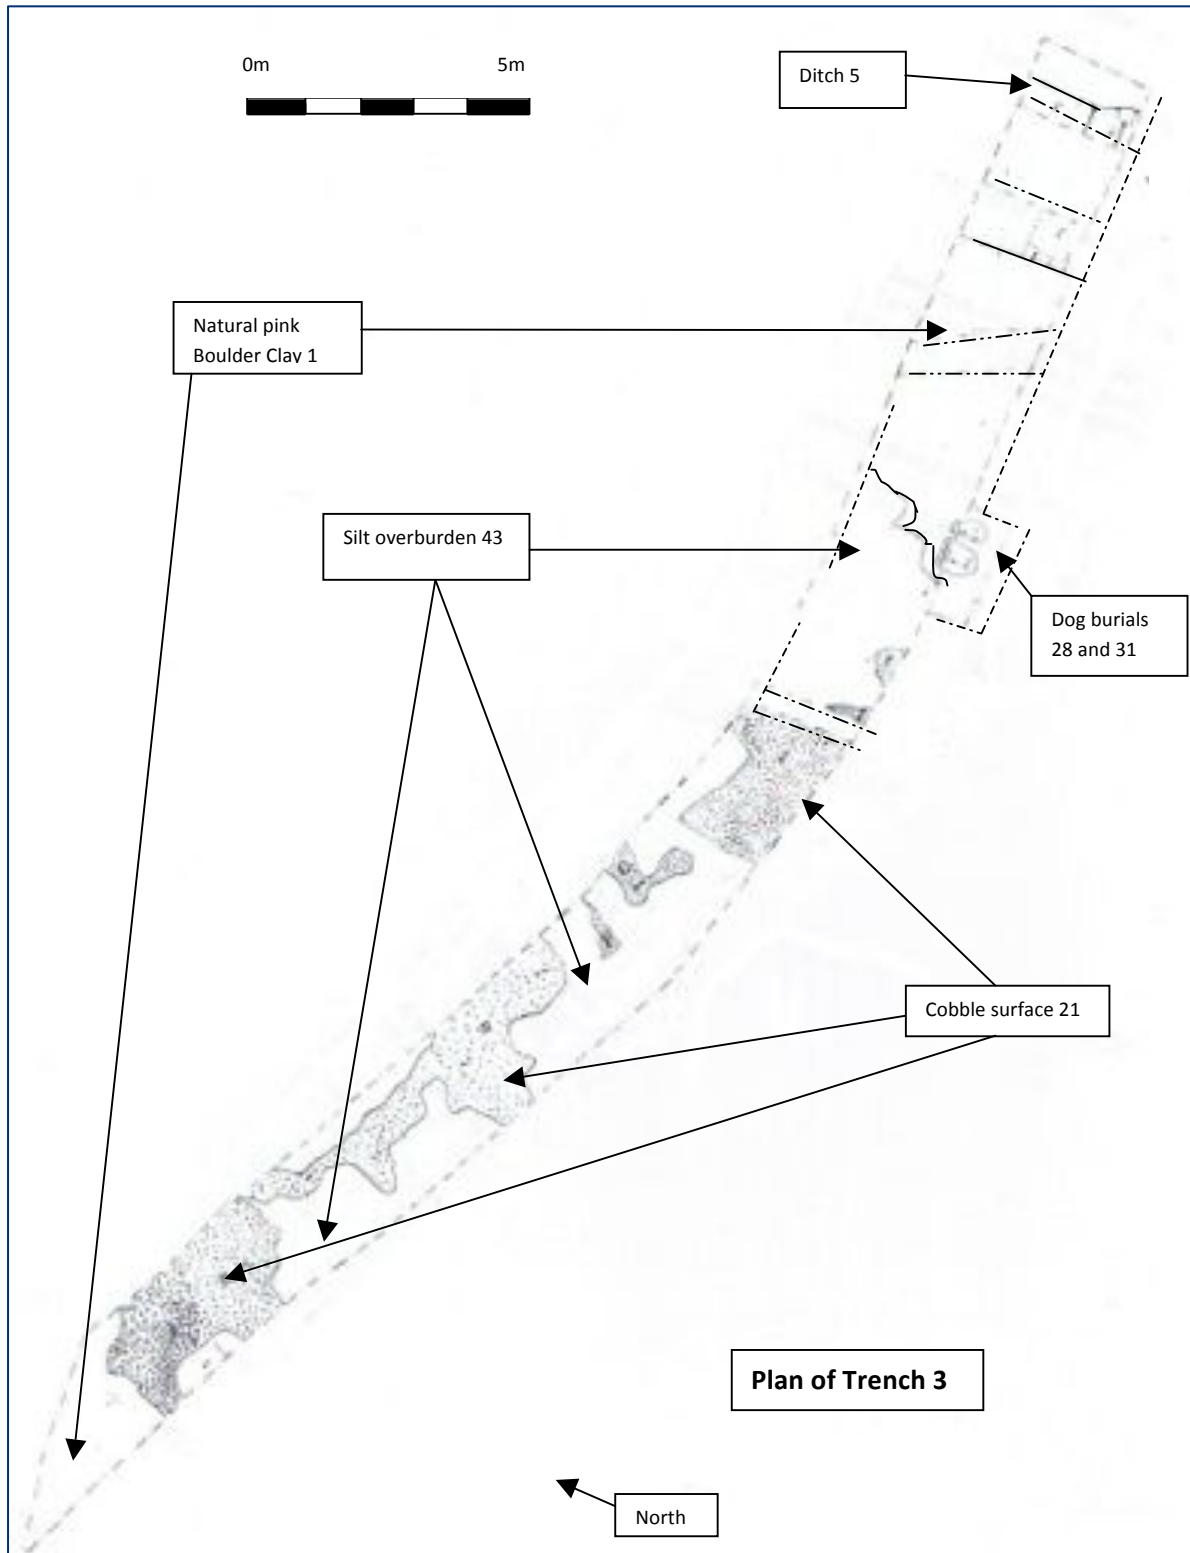 0m 5m
Ditch 5
Natural pink
Boulder Clay 1
Silt overburden 43
Dog burials
28 and 31
Cobble surface 21
Plan of Trench 3
North